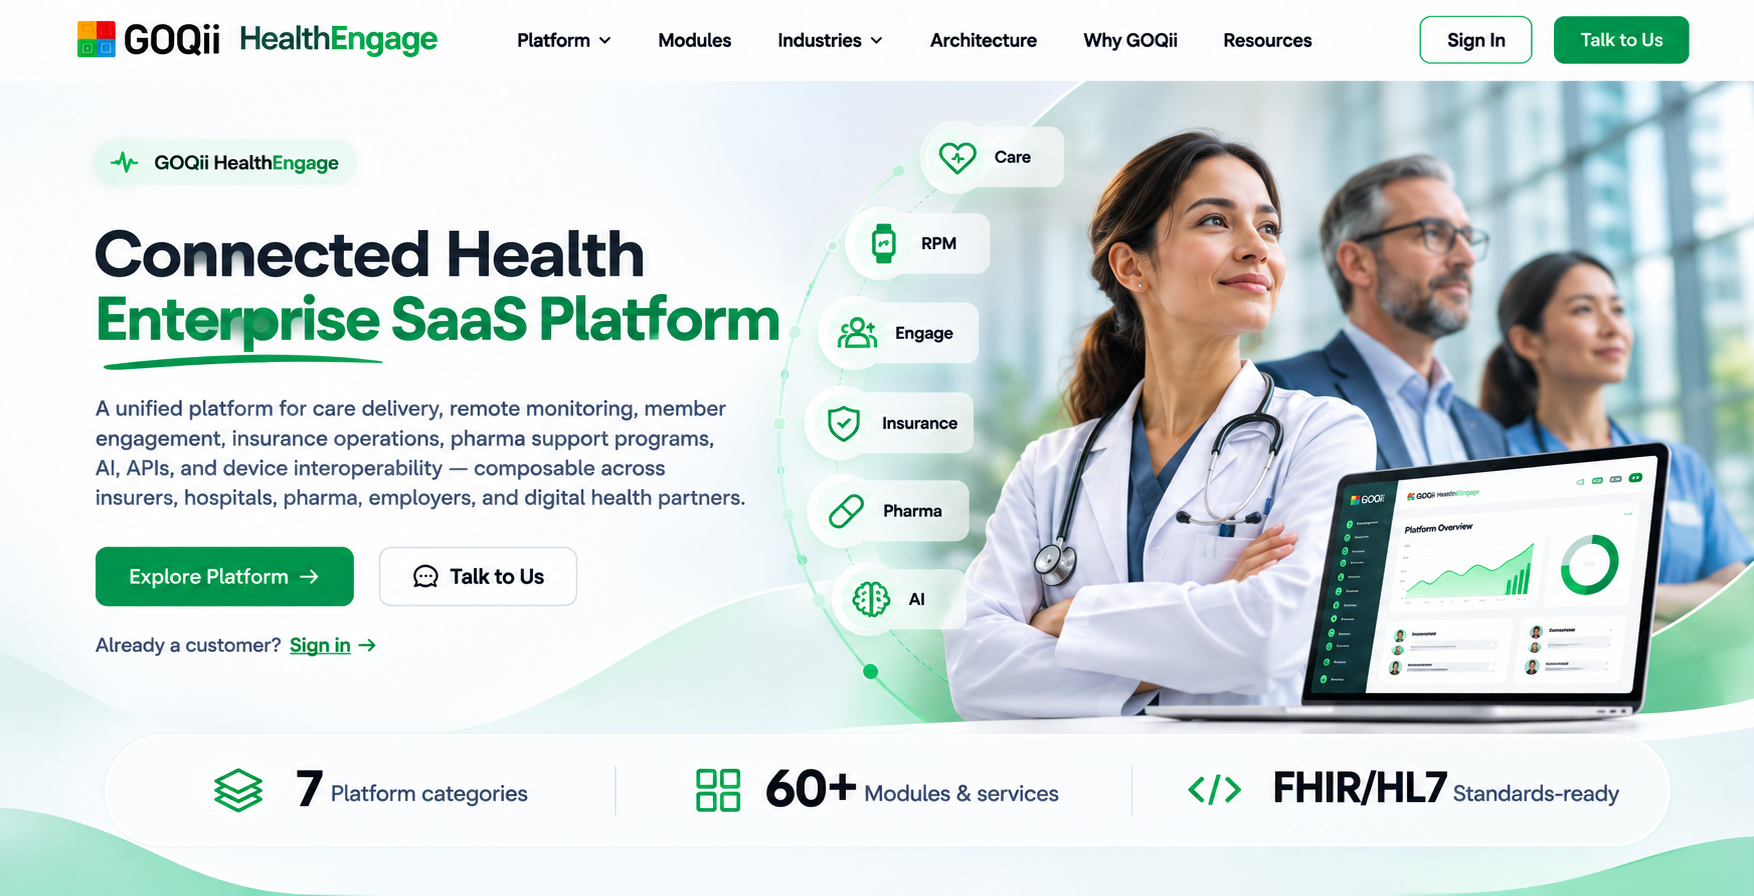 GOQii HealthEngage
Platform Modules Industries Architecture Why GOQii Resources Sign In Talk to Us
GOQii HealthEngage
Connected Health
Enterprise SaaS Platform
A unified platform for care delivery, remote monitoring, member
engagement, insurance operations, pharma support programs,
AI, APIs, and device interoperability — composable across
insurers, hospitals, pharma, employers, and digital health partners.
Explore Platform → Talk to Us
Already a customer? Sign in →
Care
RPM
Engage
Insurance
Pharma
AI
GOQii
GOQii HealthEngage
Platform Overview
7 Platform categories
60+ Modules & services
FHIR/HL7 Standards-ready